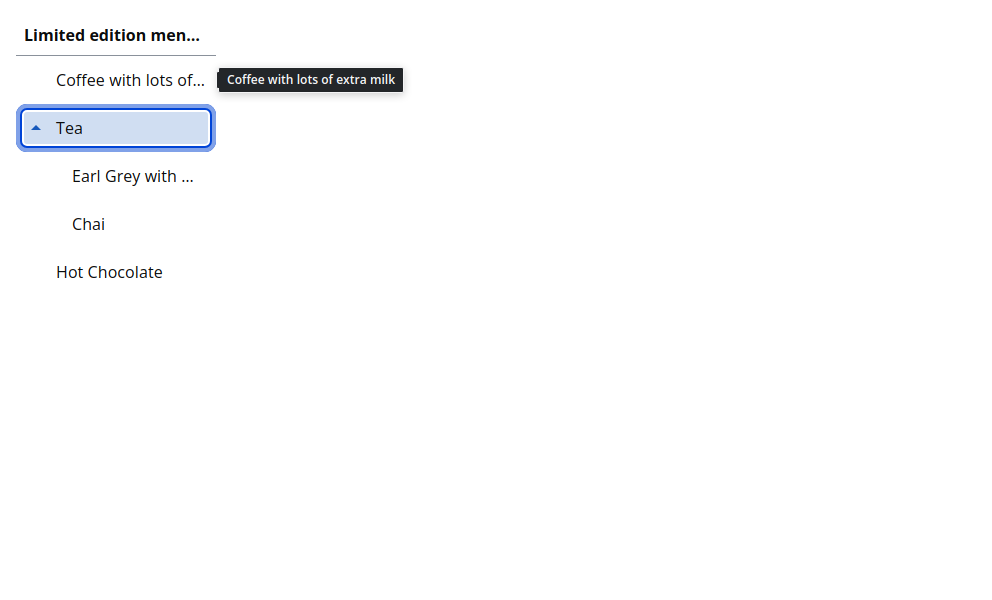 Limited edition men...
Coffee with lots of...
Coffee with lots of extra milk
Tea
Earl Grey with ...
Chai
Hot Chocolate